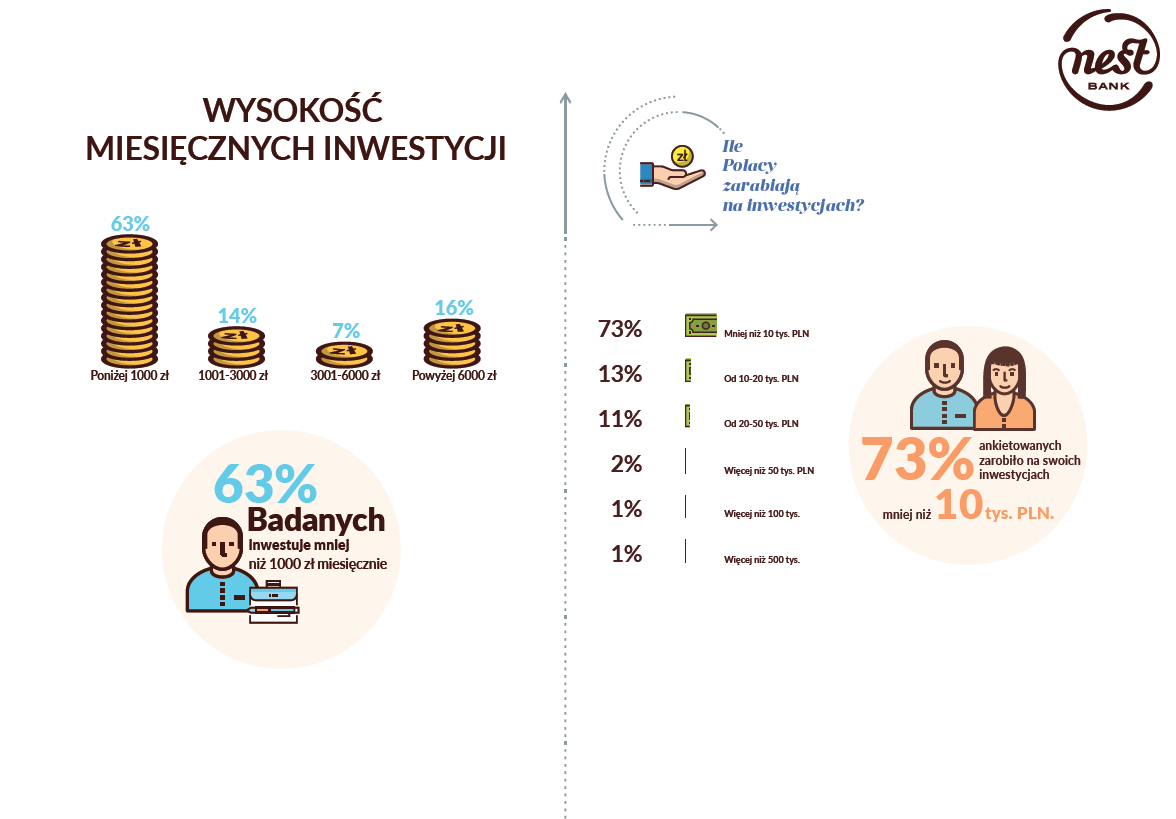 nest
BANK
WYSOKOŚĆ
MIESIĘCZNYCH INWESTYCJI
63%
14%
7%
16%
zł
zł
zł
zł
Poniżej 1000 zł
1001-3000 zł
3001-6000 zł
Powyżej 6000 zł
63%
Badanych
Inwestuje mniej
niż 1000 zł miesięcznie
zł
Ile
Polacy
zarabiają
na inwestycjach?
73% Mniej niż 10 tys. PLN
13% Od 10-20 tys. PLN
11% Od 20-50 tys. PLN
2% Więcej niż 50 tys. PLN
1% Więcej niż 100 tys.
1% Więcej niż 500 tys.
73% ankietowanych
zarobiło na swoich
inwestycjach
mniej niż 10 tys. PLN.